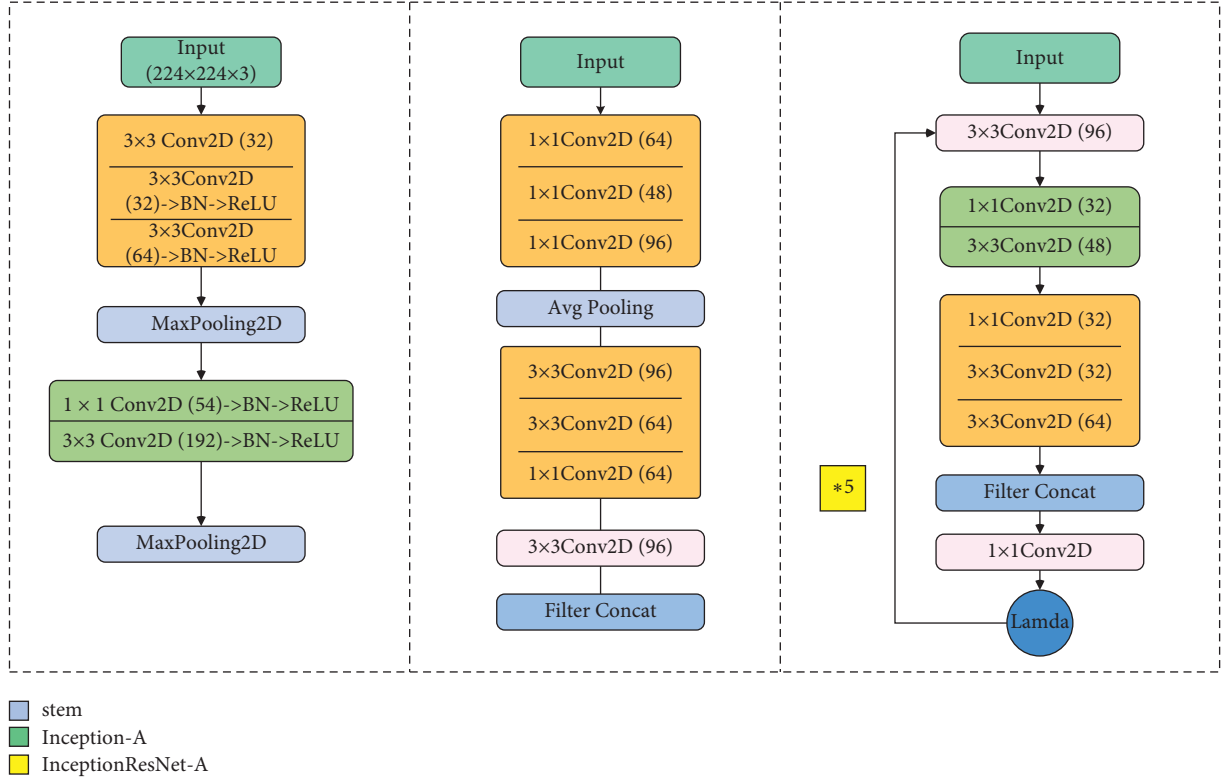 Input
(224×224×3)
3×3 Conv2D (32)
3×3Conv2D
(32)->BN->ReLU
3×3Conv2D
(64)->BN->ReLU
MaxPooling2D
1 × 1 Conv2D (54)->BN->ReLU
3×3 Conv2D (192)->BN->ReLU
MaxPooling2D
Input
1×1Conv2D (64)
1×1Conv2D (48)
1×1Conv2D (96)
Avg Pooling
3×3Conv2D (96)
3×3Conv2D (64)
1×1Conv2D (64)
3×3Conv2D (96)
Filter Concat
Input
3×3Conv2D (96)
1×1Conv2D (32)
3×3Conv2D (48)
1×1Conv2D (32)
3×3Conv2D (32)
3×3Conv2D (64)
*5
Filter Concat
1×1Conv2D
Lamda
stem
Inception-A
InceptionResNet-A